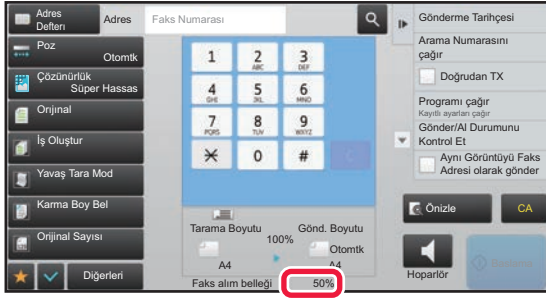 Adres
Defteri
Adres
Faks Numarası
Poz
Otomtk
Çözünürlük
Süper Hassas
Orijinal
İş Oluştur
Yavaş Tara Mod
Karma Boy Bel
Orijinal Sayısı
Diğerleri
1
2
ABC
3
DEF
4
GHI
5
JKL
6
MNO
7
PQRS
8
TUV
9
WXYZ
0
#
Tarama Boyutu
100%
Gönd. Boyutu
Otomtk
A4
A4
Faks alım belleği
50%
Gönderme Tarihçesi
Arama Numarasını
çağır
Doğrudan TX
Programı çağır
Kayıtlı ayarları çağır
Gönder/Al Durumunu
Kontrol Et
Aynı Görüntüyü Faks
Adresi olarak gönder
Önizle
CA
Hoparlör